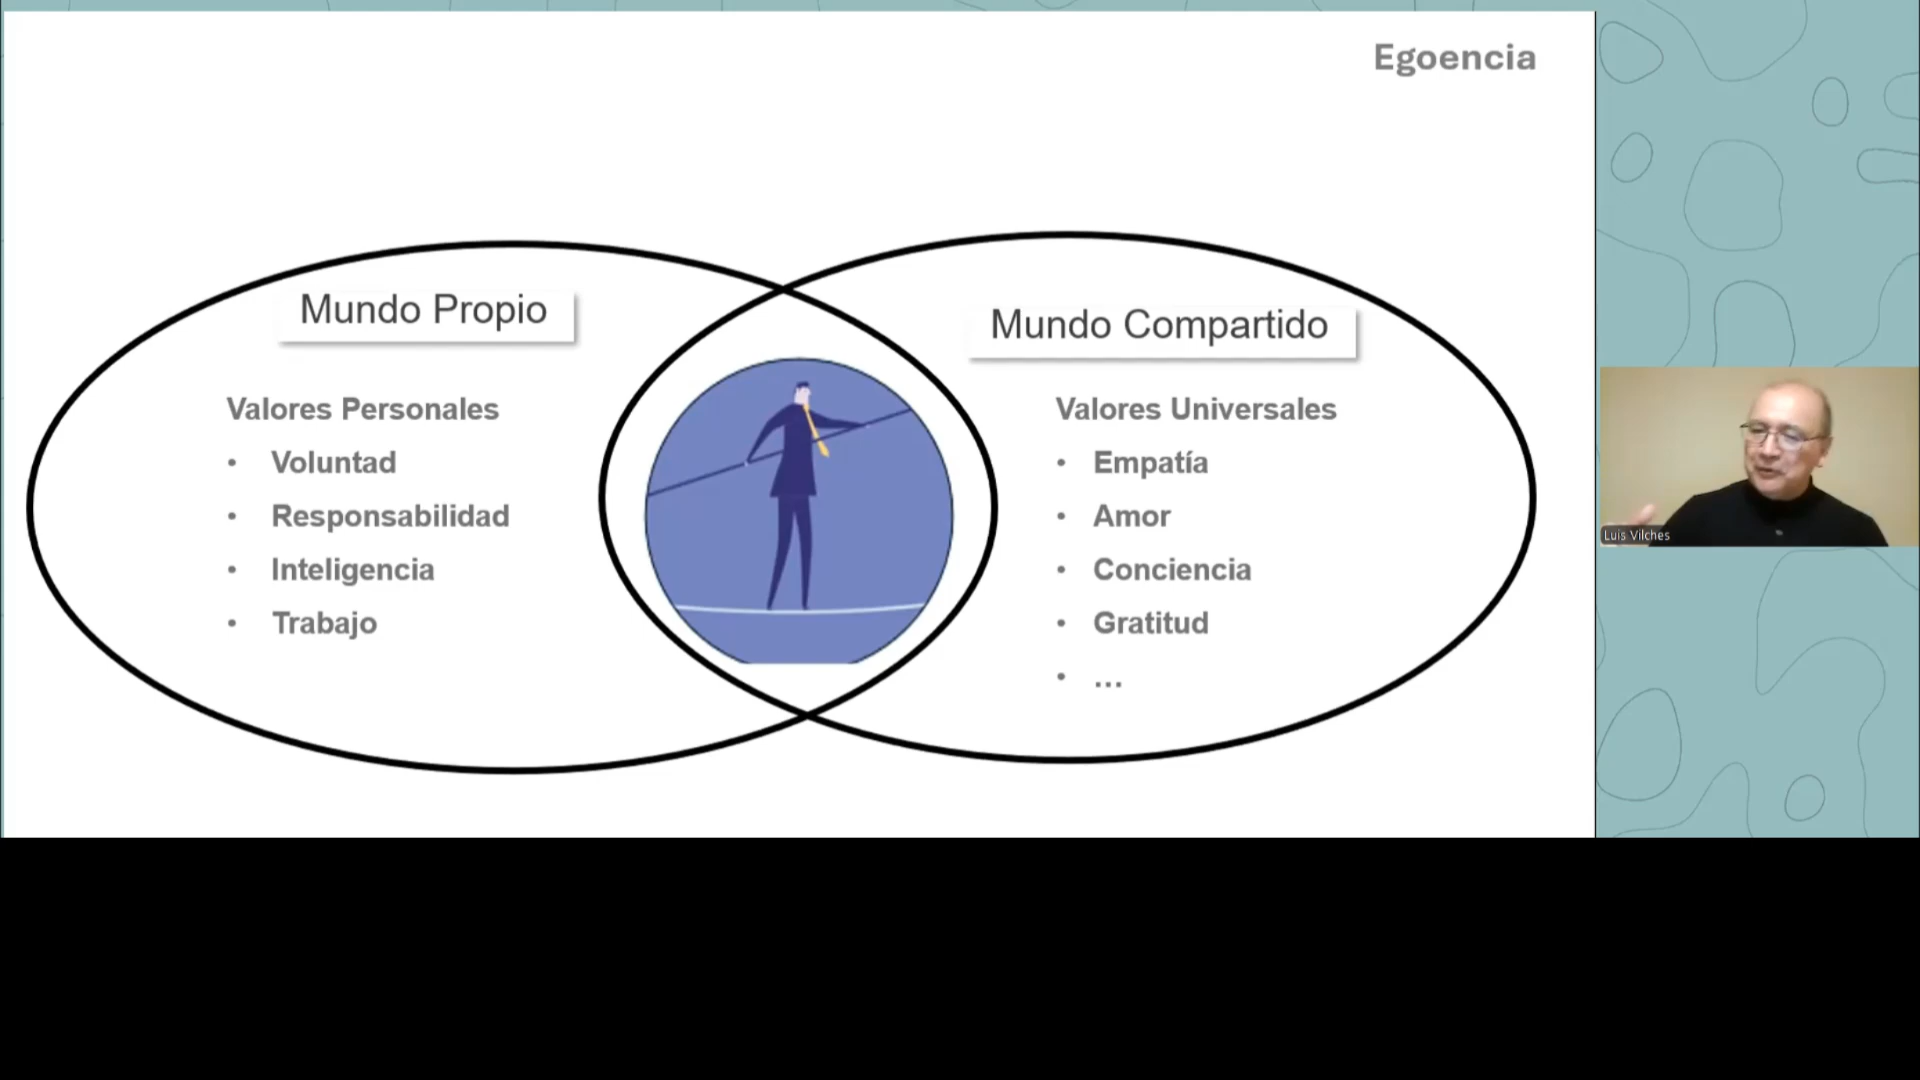 Egoencia
Mundo Propio
Valores Personales
• Voluntad
• Responsabilidad
• Inteligencia
• Trabajo
Mundo Compartido
Valores Universales
• Empatía
• Amor
• Conciencia
• Gratitud
• ...
Luis Vilches